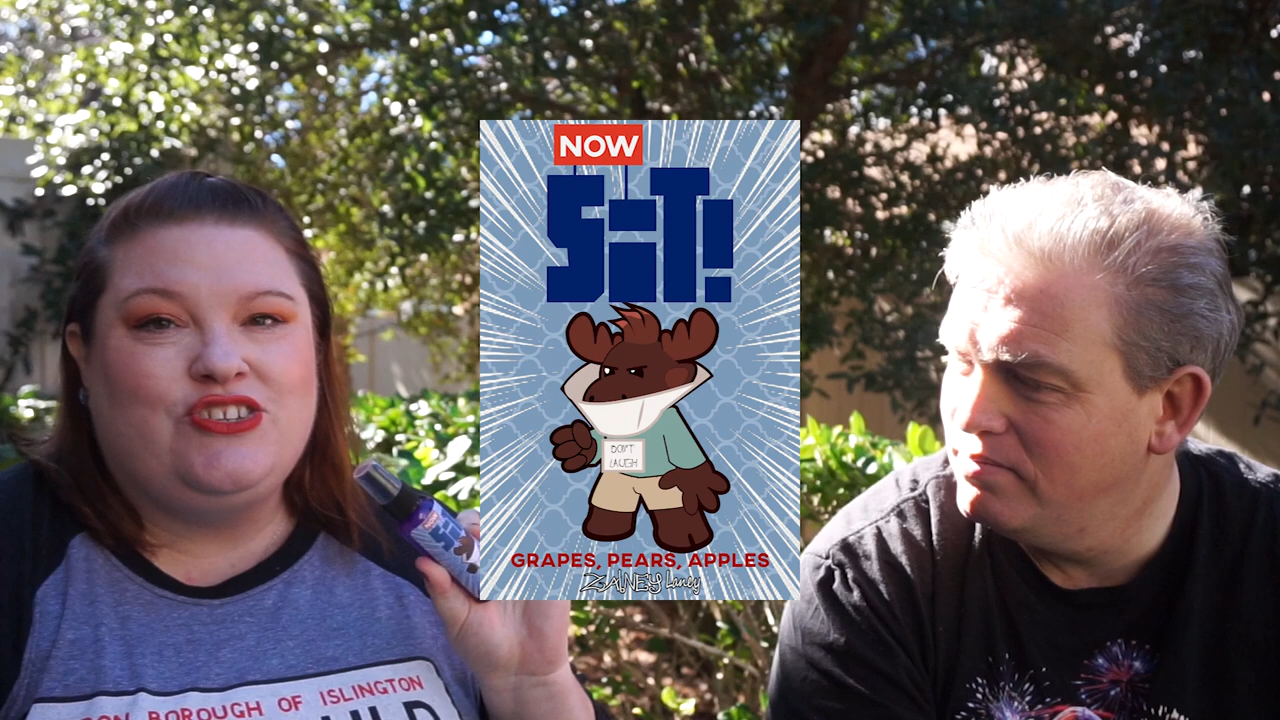 NOW
SiT!
DON'T
LAUGH
GRAPES, PEARS, APPLES
ZANEY Laney
BOROUGH OF ISLINGTON